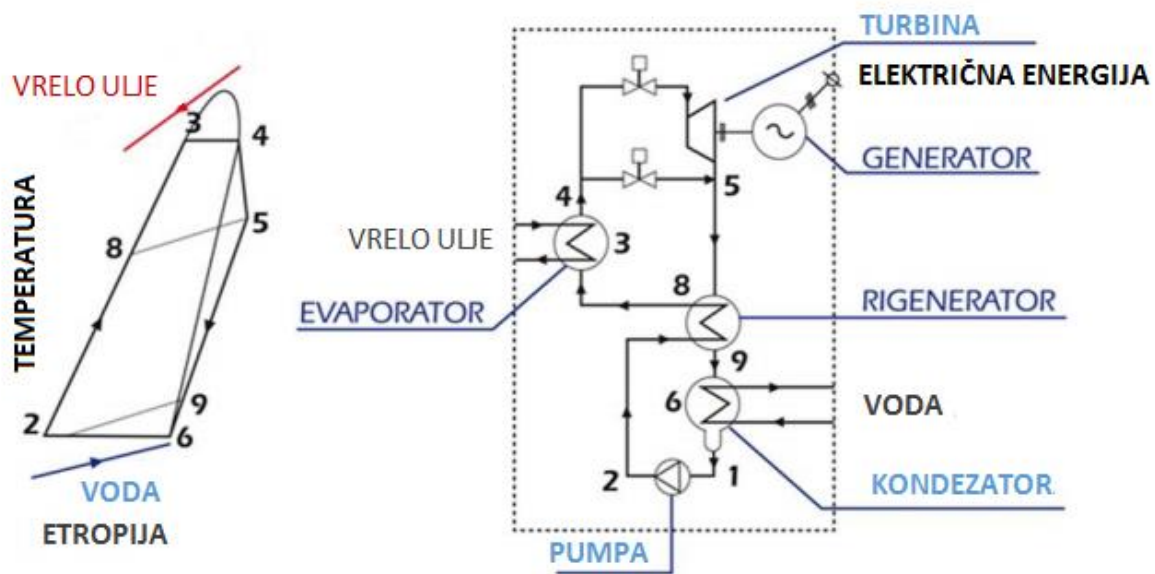 VRELO ULJE
3
4
TEMPERATURA
8
5
2
9
6
VODA
ETROPIJA
TURBINA
ELEKTRIČNA ENERGIJA
GENERATOR
4
5
VRELO ULJE
3
EVAPORATOR
8
RIGENERATOR
9
6
VODA
2
1
KONDEZATOR
PUMPA